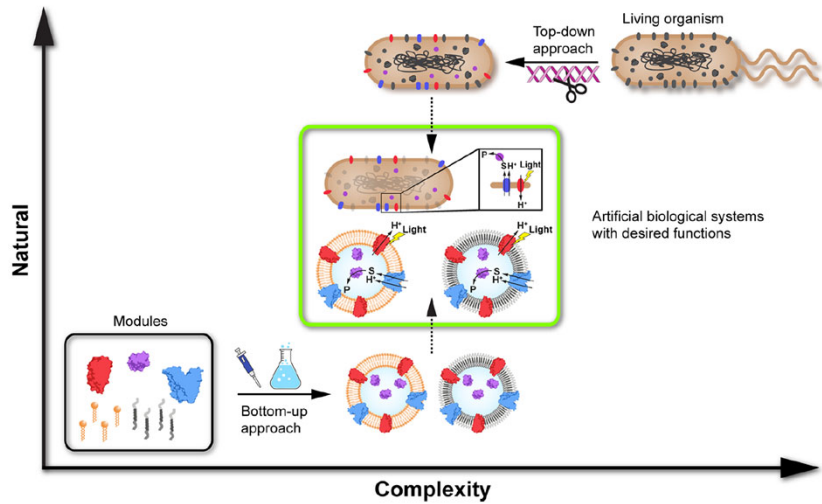 Living organism
Top-down
approach
Natural
P
SH⁺
Light
H⁺
H⁺
Light
S
H⁺
P
H⁺
Light
S
H⁺
P
Artificial biological systems
with desired functions
Modules
Bottom-up
approach
Complexity